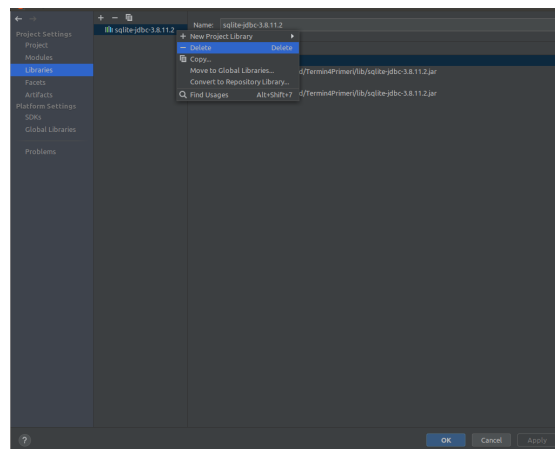 Project Settings
Project
Modules
Libraries
Facets
Artifacts
Platform Settings
SDKs
Global Libraries
Problems
sqlite-jdbc-3.8.11.2
Name: sqlite-jdbc-3.8.11.2
New Project Library
Delete Delete
Copy...
Move to Global Libraries...
Convert to Repository Library...
Find Usages Alt+Shift+7
d/Termin4Primeri/lib/sqlite-jdbc-3.8.11.2.jar
d/Termin4Primeri/lib/sqlite-jdbc-3.8.11.2.jar
?
OK Cancel Apply